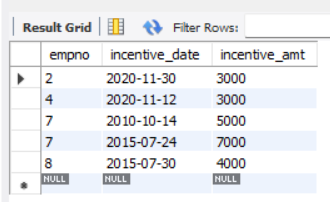 Result Grid Filter Rows:
empno incentive_date incentive_amt
2 2020-11-30 3000
4 2020-11-12 3000
7 2010-10-14 5000
7 2015-07-24 7000
8 2015-07-30 4000
NULL NULL NULL